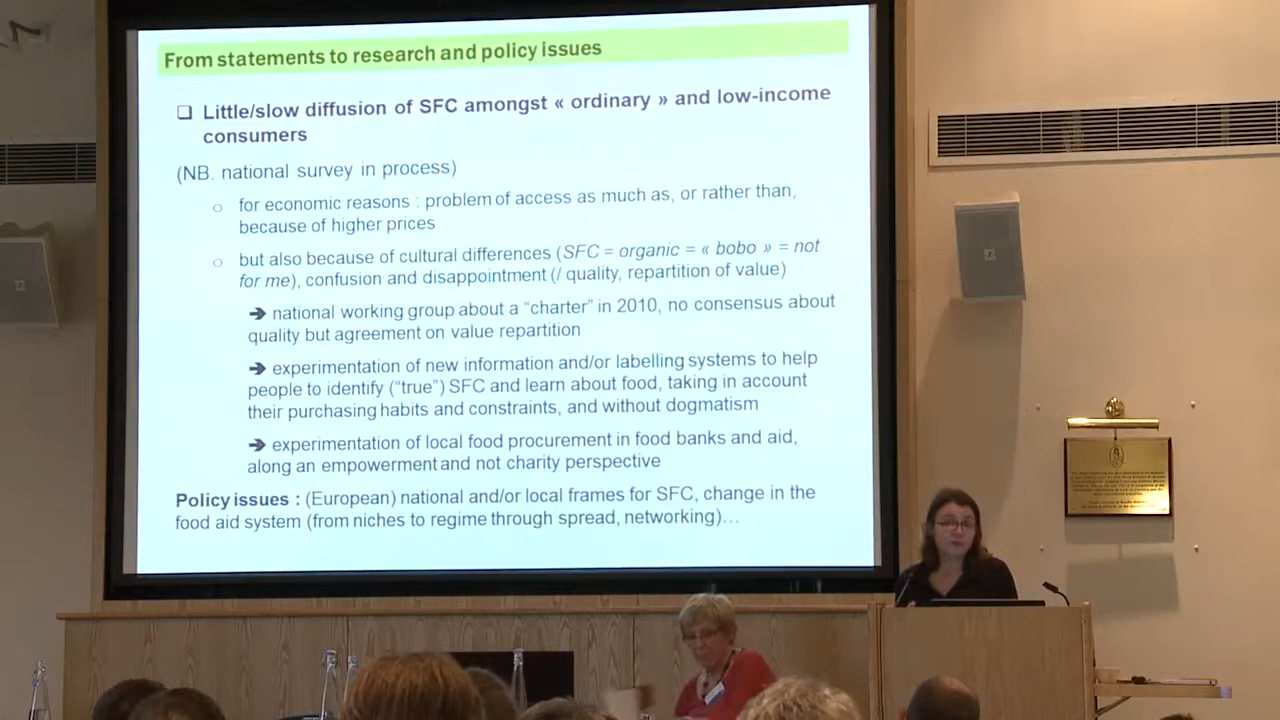 From statements to research and policy issues
❑ Little/slow diffusion of SFC amongst « ordinary » and low-income
consumers
(NB. national survey in process)
○ for economic reasons : problem of access as much as, or rather than,
because of higher prices
○ but also because of cultural differences (SFC = organic = « bobo » = not
for me), confusion and disappointment (/ quality, repartition of value)
➔ national working group about a “charter” in 2010, no consensus about
quality but agreement on value repartition
➔ experimentation of new information and/or labelling systems to help
people to identify (“true”) SFC and learn about food, taking in account
their purchasing habits and constraints, and without dogmatism
➔ experimentation of local food procurement in food banks and aid,
along an empowerment and not charity perspective
Policy issues : (European) national and/or local frames for SFC, change in the
food aid system (from niches to regime through spread, networking)…